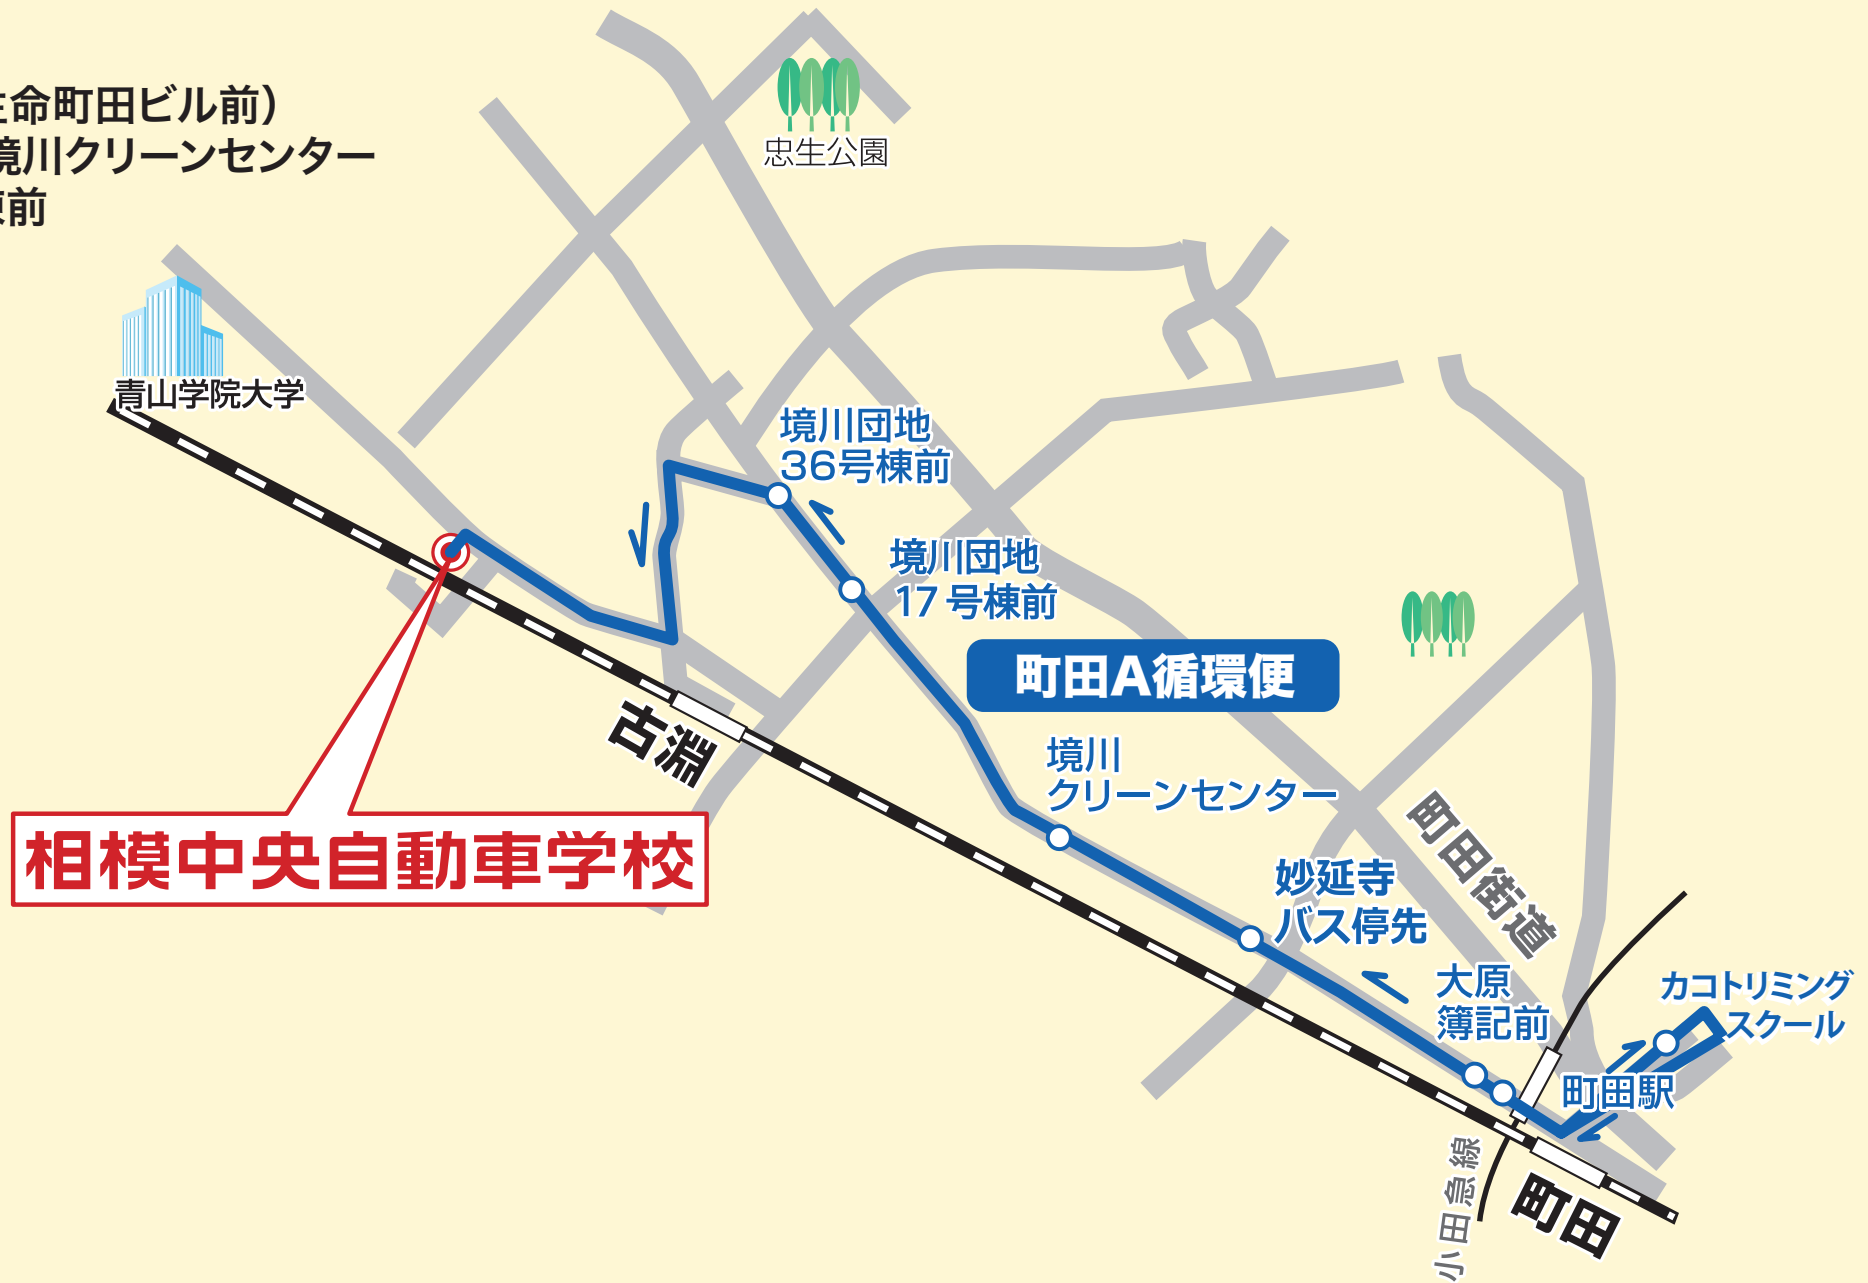 生命町田ビル前）
境川クリーンセンター
棟前
忠生公園
青山学院大学
境川団地
36号棟前
境川団地
17号棟前
町田A循環便
古淵
境川
クリーンセンター
相模中央自動車学校
町田街道
妙延寺
バス停先
大原
簿記前
カコトリミング
スクール
町田駅
小田急線
町田